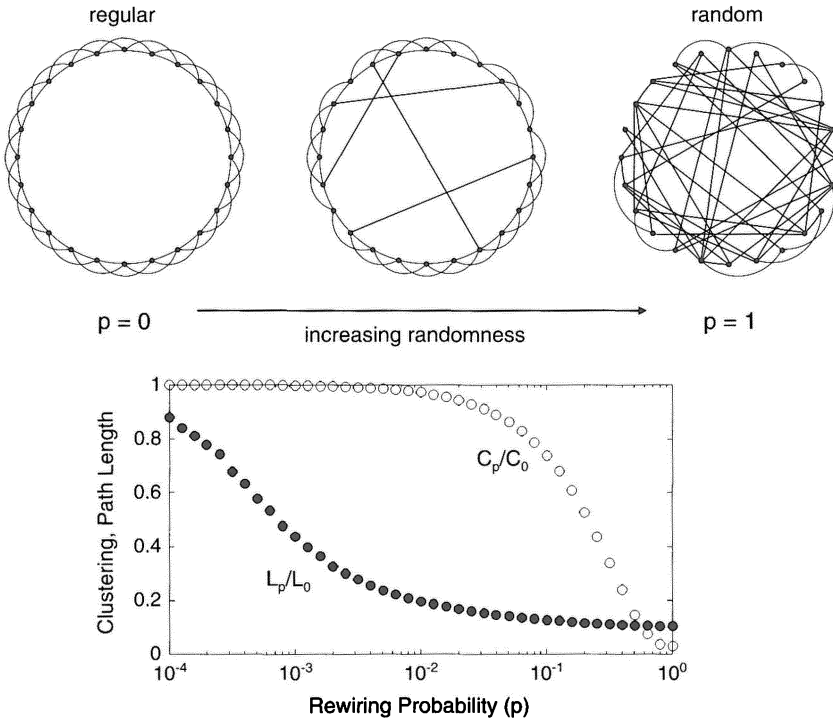 regular
random
p = 0
increasing randomness
p = 1
1
0.8
0.6
0.4
0.2
0
Clustering, Path Length
C_p/C_0
L_p/L_0
10^-4
10^-3
10^-2
10^-1
10^0
Rewiring Probability (p)